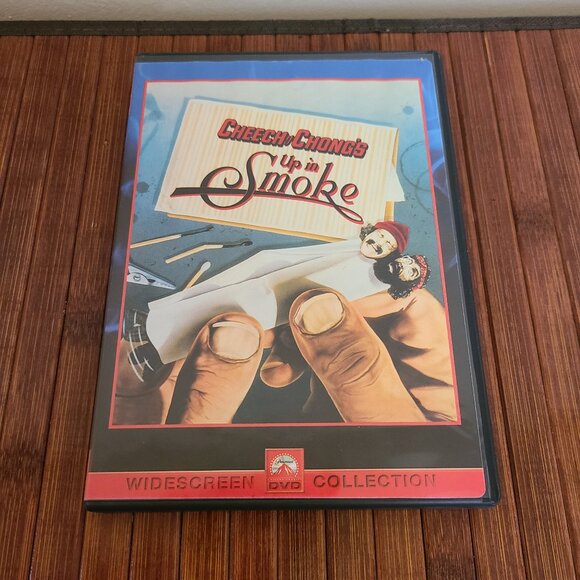 CHEECH & CHONG'S
Up in
Smoke
WIDESCREEN DVD COLLECTION